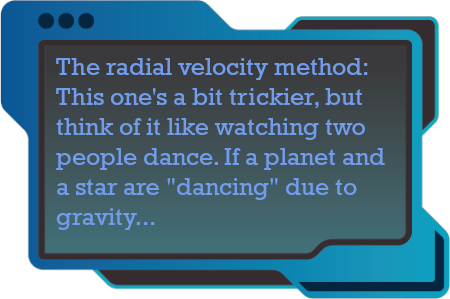 The radial velocity method:
This one's a bit trickier, but
think of it like watching two
people dance. If a planet and
a star are "dancing" due to
gravity...